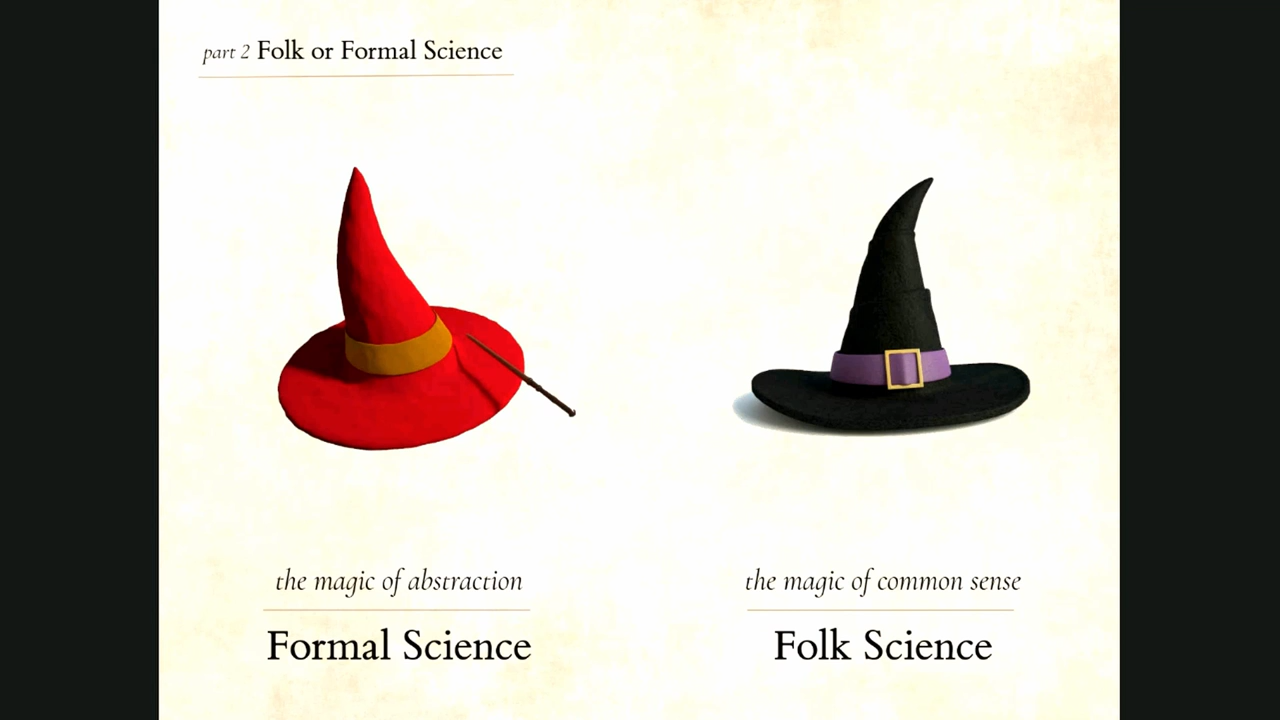 part 2 Folk or Formal Science
the magic of abstraction
Formal Science
the magic of common sense
Folk Science